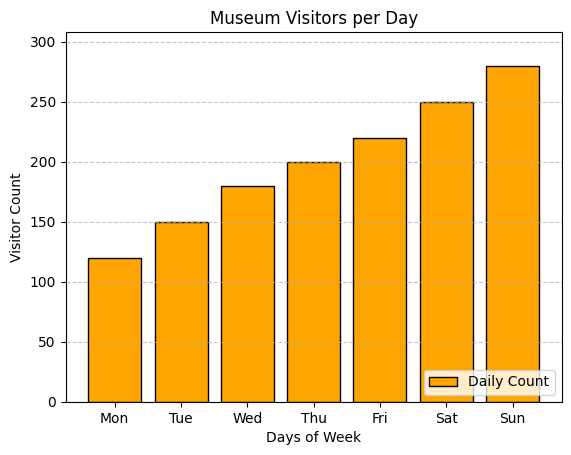 Museum Visitors per Day
Visitor Count
300
250
200
150
100
50
0
Mon Tue Wed Thu Fri Sat Sun
Days of Week
Daily Count